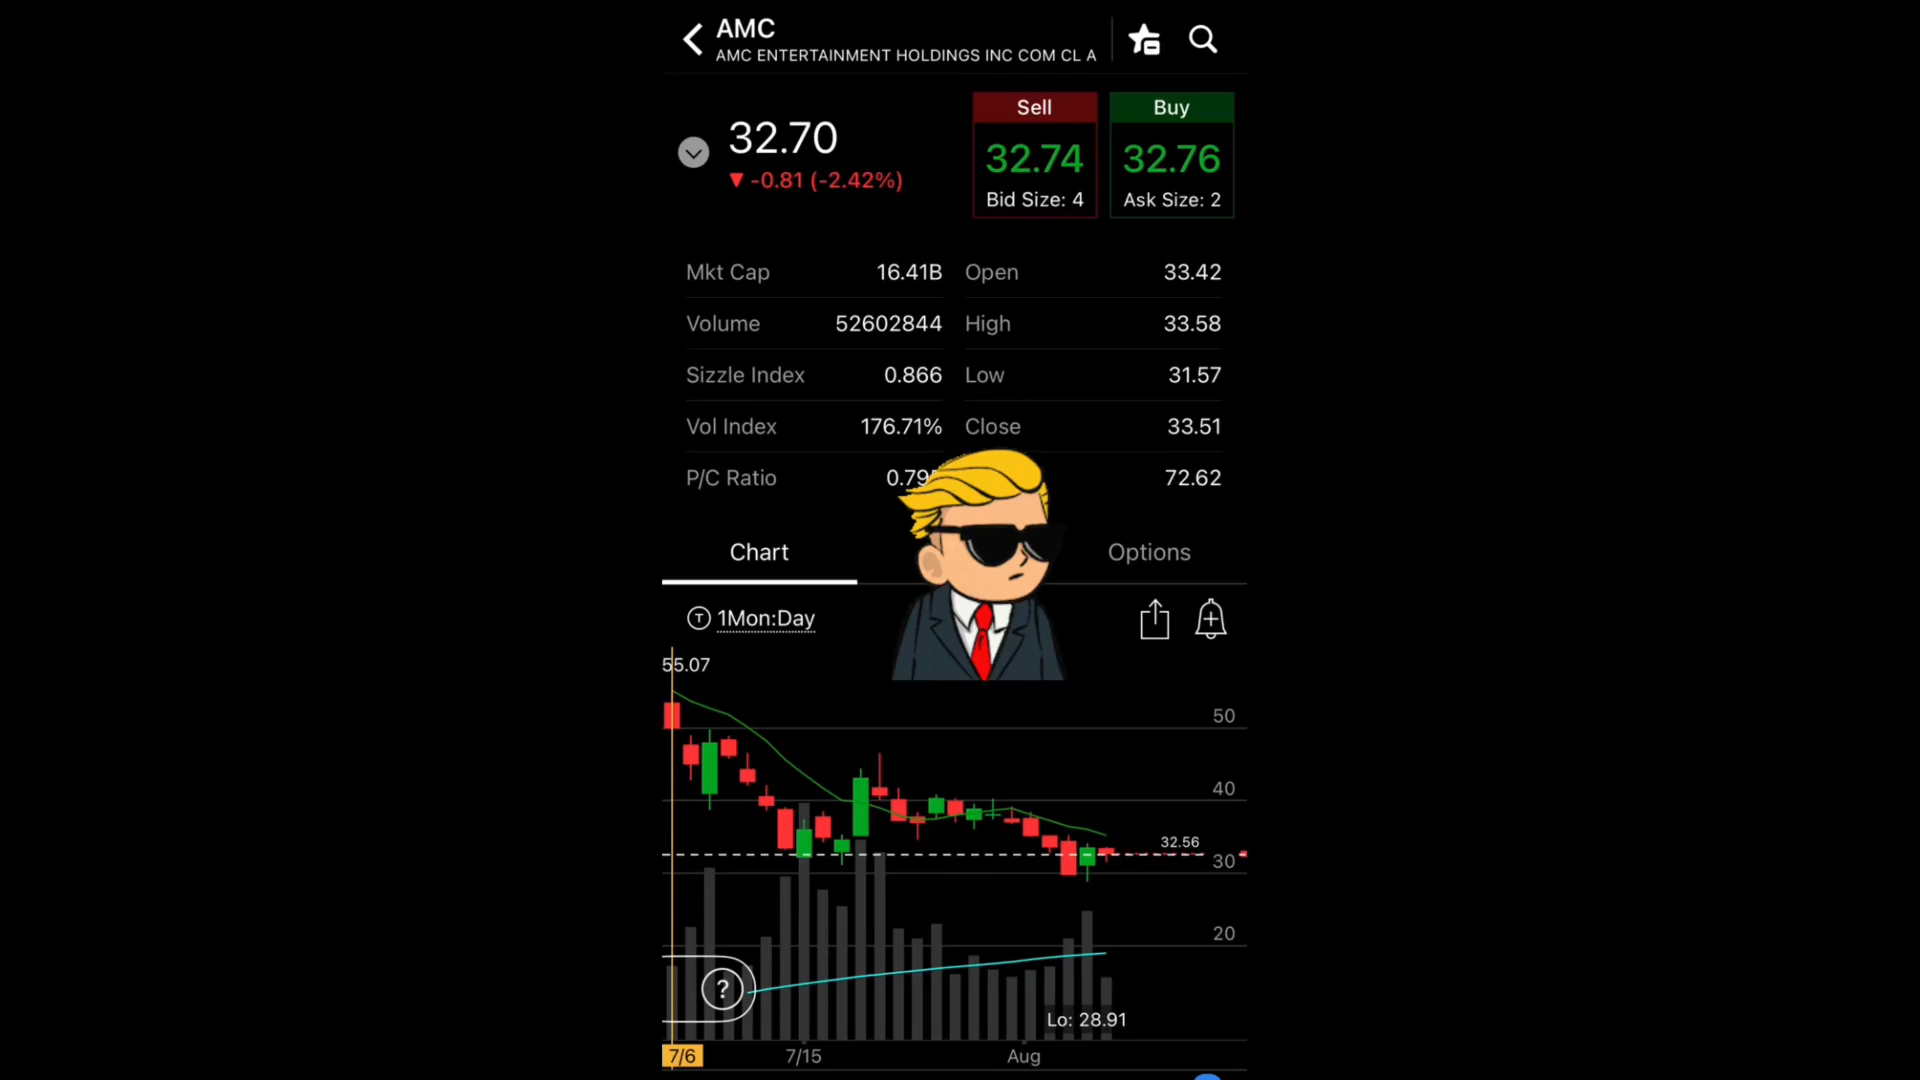 AMC
AMC ENTERTAINMENT HOLDINGS INC COM CL A
32.70
-0.81 (-2.42%)
Sell
32.74
Bid Size: 4
Buy
32.76
Ask Size: 2
Mkt Cap 16.41B Open 33.42
Volume 52602844 High 33.58
Sizzle Index 0.866 Low 31.57
Vol Index 176.71% Close 33.51
P/C Ratio 72.62
Chart Options
T 1Mon:Day
55.07
50
40
32.56
30
20
?
Lo: 28.91
7/6 7/15 Aug